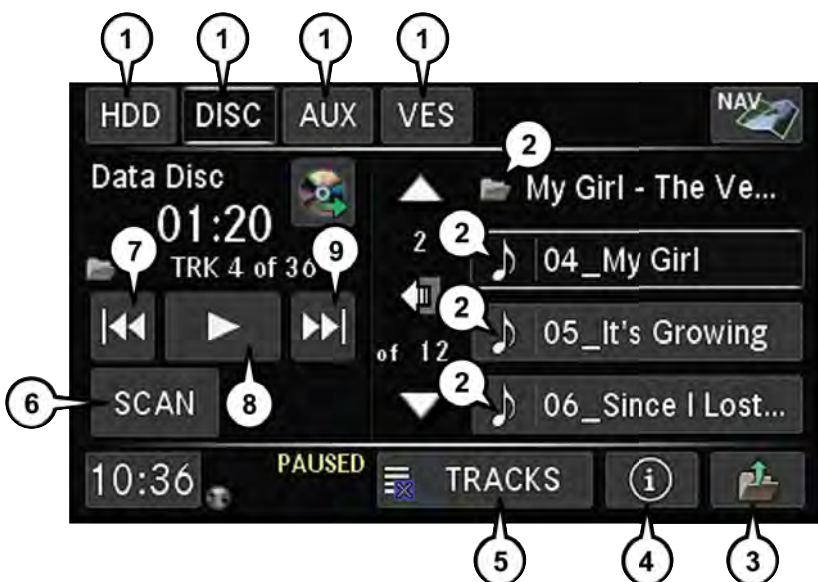 1 1 1 1
HDD DISC AUX VES NAV
Data Disc
01:20
TRK 4 of 36
7 9
8
SCAN
6
2
of 12
2 My Girl - The Ve...
2 04_My Girl
2 05_It's Growing
2 06_Since I Lost...
10:36 PAUSED TRACKS i
5 4 3